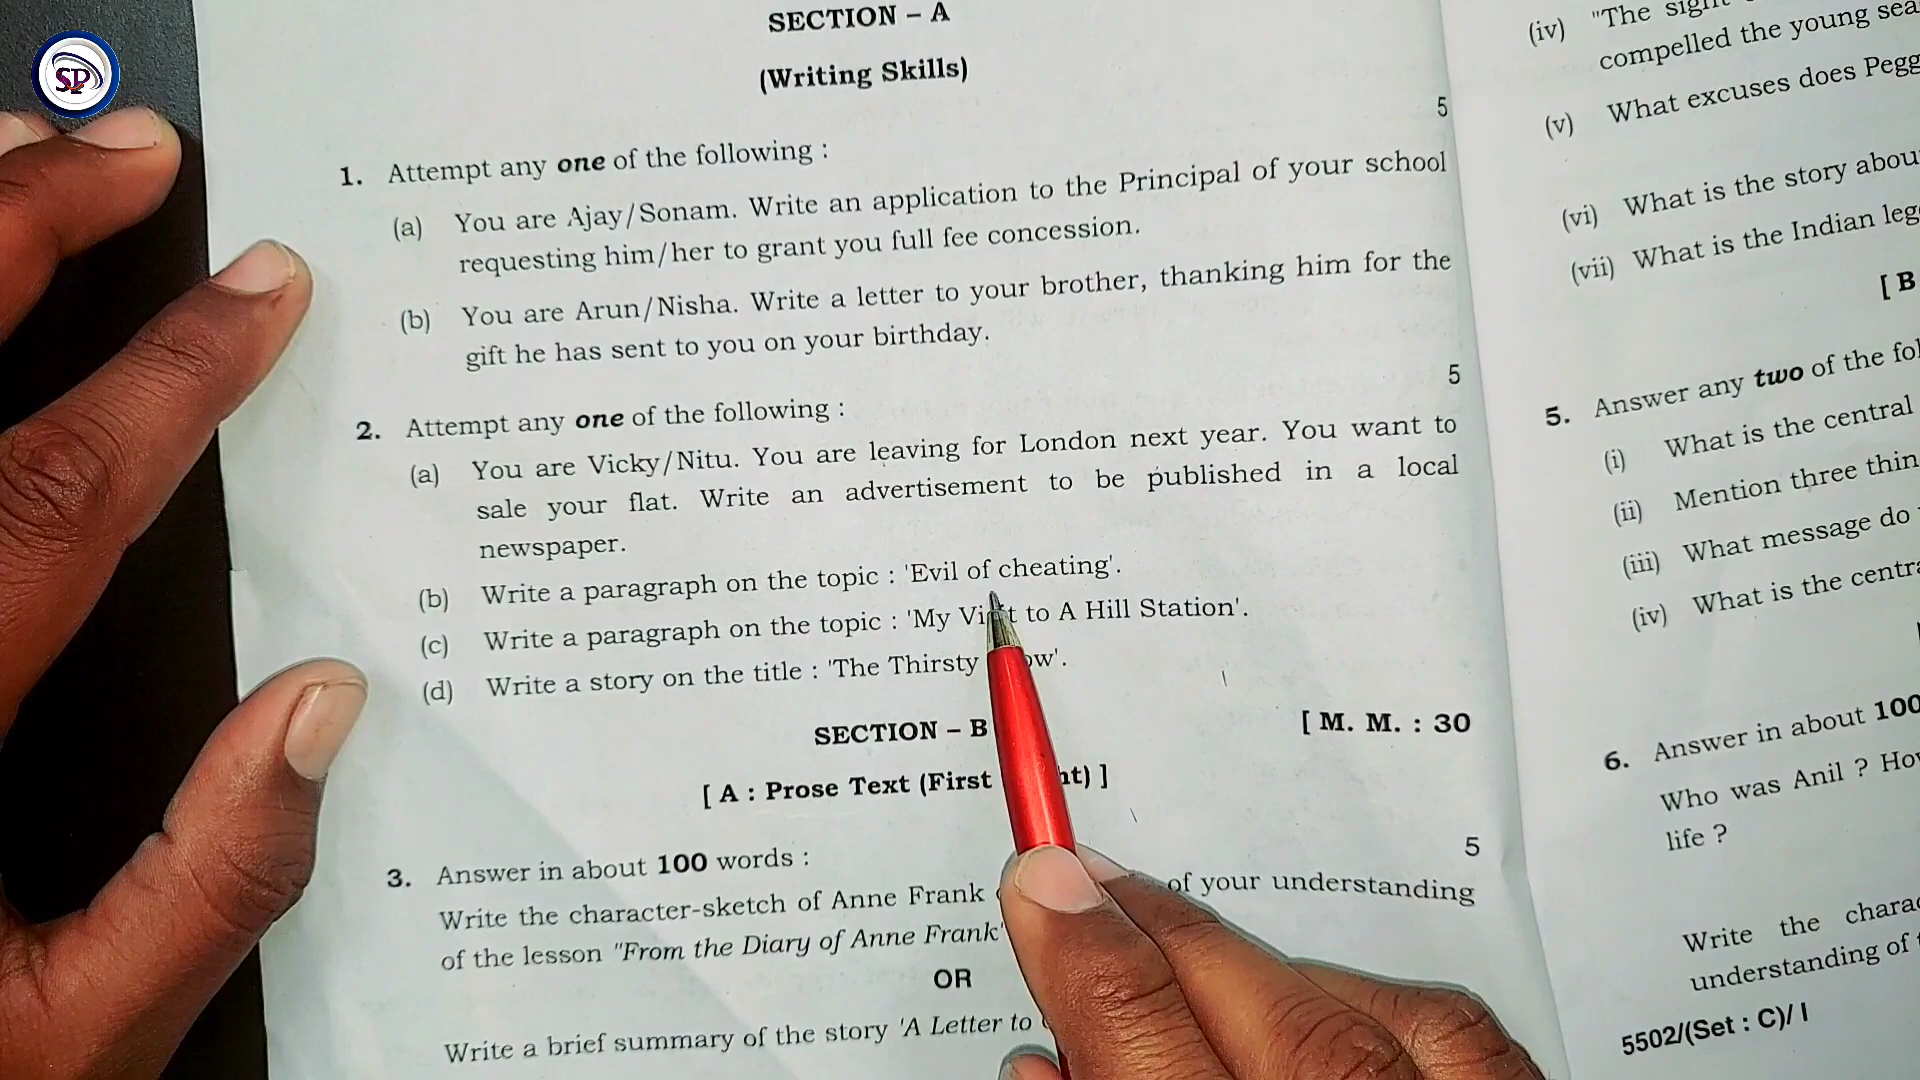 SP
SECTION – A
(Writing Skills)
5
1. Attempt any one of the following :
(a) You are Ajay/Sonam. Write an application to the Principal of your school
requesting him/her to grant you full fee concession.
(b) You are Arun/Nisha. Write a letter to your brother, thanking him for the
gift he has sent to you on your birthday.
5
2. Attempt any one of the following :
(a) You are Vicky/Nitu. You are leaving for London next year. You want to
sale your flat. Write an advertisement to be published in a local
newspaper.
(b) Write a paragraph on the topic : 'Evil of cheating'.
(c) Write a paragraph on the topic : 'My to A Hill Station'.
(d) Write a story on the title : 'The Thirsty
SECTION – B
[ M. M. : 30
[ A : Prose Text (First ]
5
3. Answer in about 100 words :
Write the character-sketch of Anne Frank of your understanding
of the lesson "From the Diary of Anne Frank"
OR
Write a brief summary of the story 'A Letter to
(iv) "The
compelled the young
(v) What excuses does
(vi) What is the story
(vii) What is the Indian
[ B
5. Answer any two of the
(i) What is the central
(ii) Mention three
(iii) What message do
(iv) What is the
6. Answer in about 100
Who was Anil ?
life ?
Write the
understanding of
5502/(Set : C)/ I